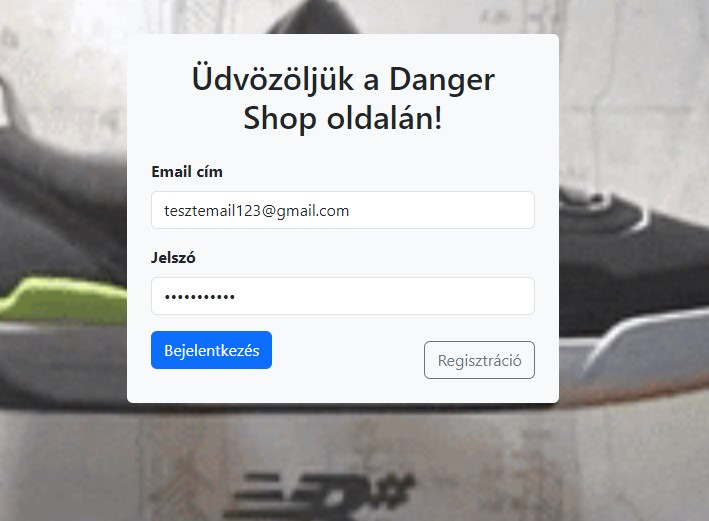 Üdvözöljük a Danger
Shop oldalán!
Email cím
tesztemail123@gmail.com
Jelszó
•••••••••••
Bejelentkezés
Regisztráció